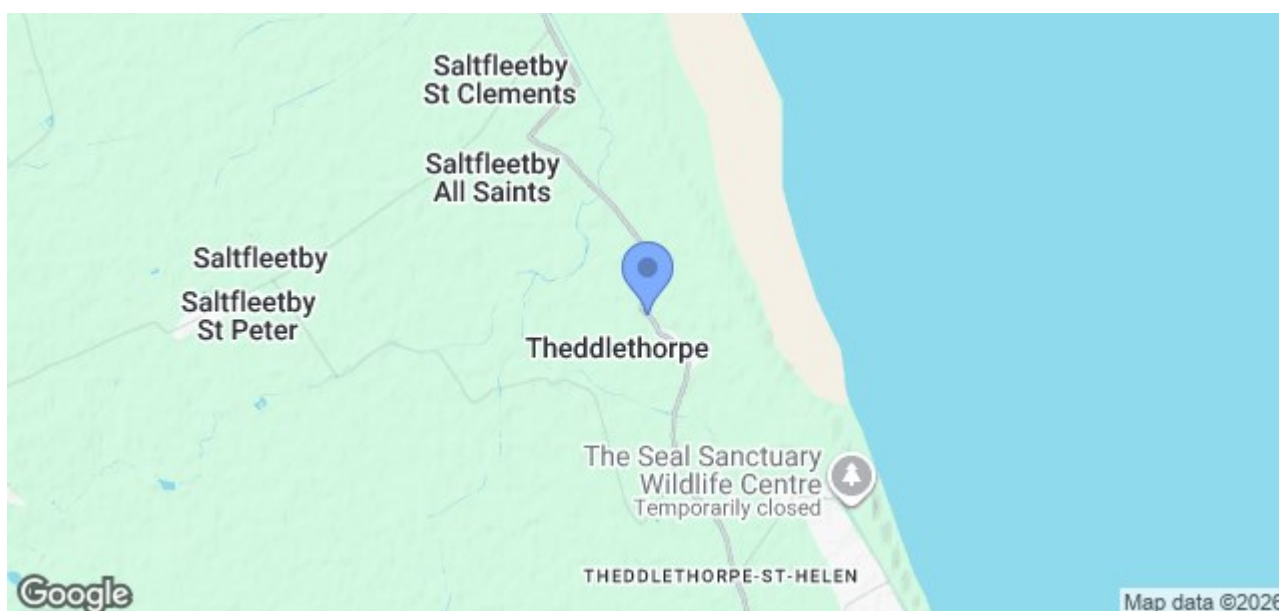 Saltfleetby
St Clements
Saltfleetby
All Saints
Saltfleetby
Saltfleetby
St Peter
Theddlethorpe
The Seal Sanctuary
Wildlife Centre
Temporarily closed
THEDDLETHORPE-ST-HELEN
Google
Map data ©2026